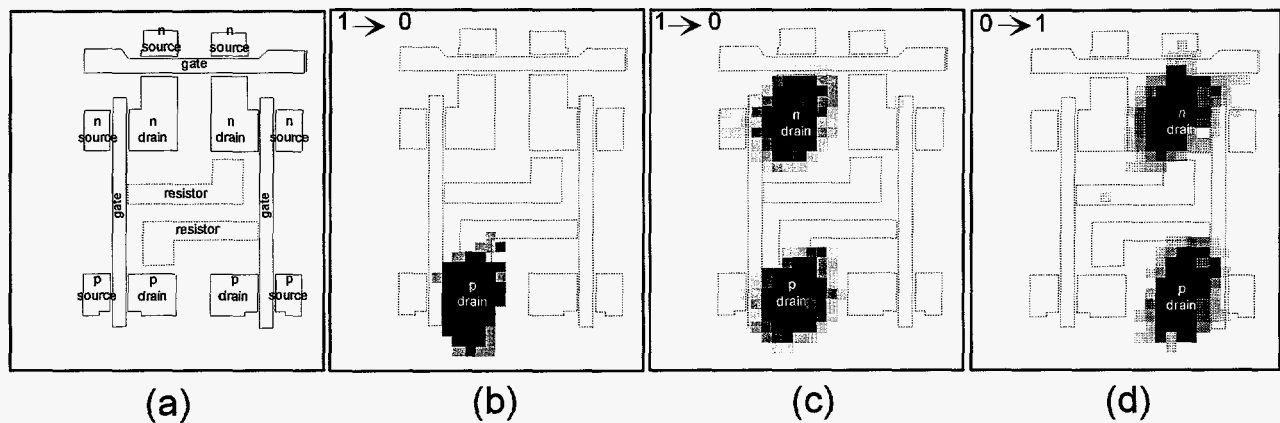 n
source
n
source
gate
n
source
n
drain
n
drain
n
source
resistor
gate
gate
resistor
p
source
p
drain
p
drain
p
source
(a)
1 → 0
p
drain
(b)
1 → 0
n
drain
p
drain
(c)
0 → 1
n
drain
p
drain
(d)